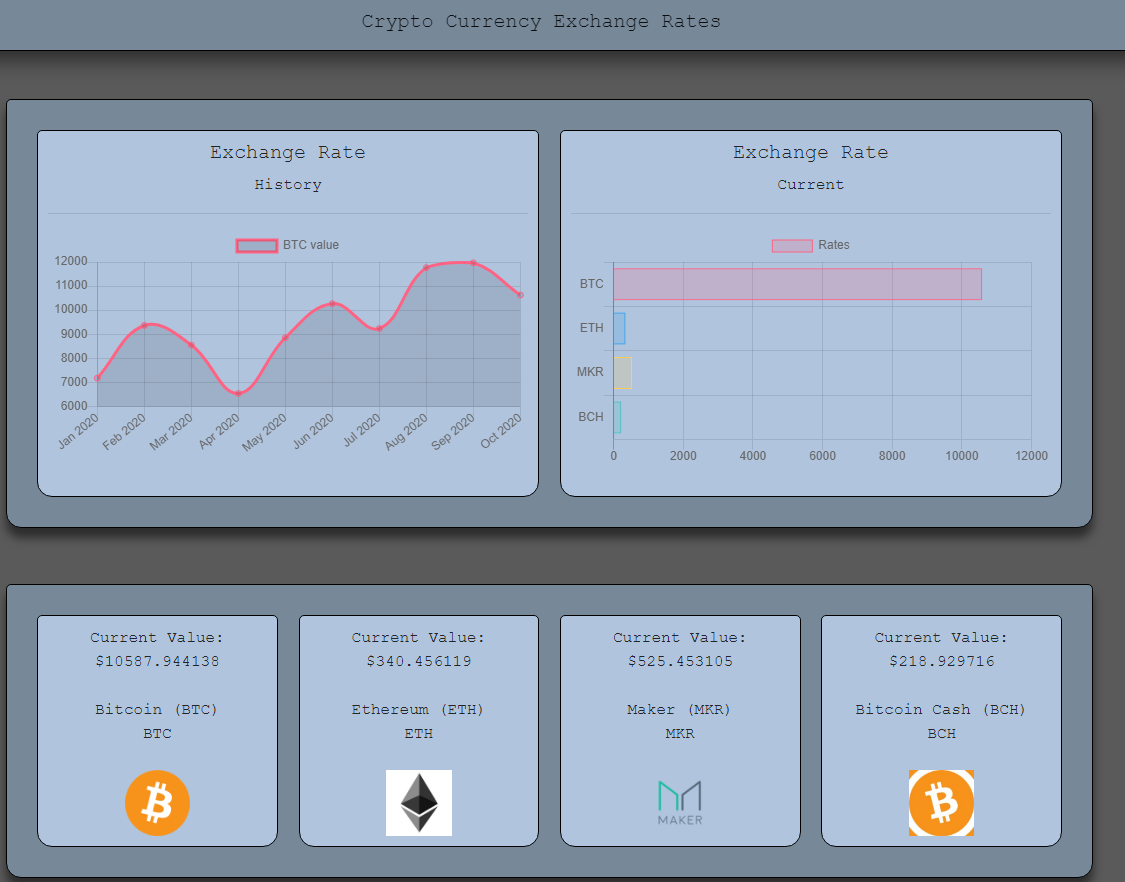 Crypto Currency Exchange Rates
Exchange Rate
History
BTC value
12000
11000
10000
9000
8000
7000
6000
Jan 2020
Feb 2020
Mar 2020
Apr 2020
May 2020
Jun 2020
Jul 2020
Aug 2020
Sep 2020
Oct 2020
Exchange Rate
Current
Rates
BTC
ETH
MKR
BCH
0 2000 4000 6000 8000 10000 12000
Current Value:
$10587.944138
Bitcoin (BTC)
BTC
Current Value:
$340.456119
Ethereum (ETH)
ETH
Current Value:
$525.453105
Maker (MKR)
MKR
MAKER
Current Value:
$218.929716
Bitcoin Cash (BCH)
BCH